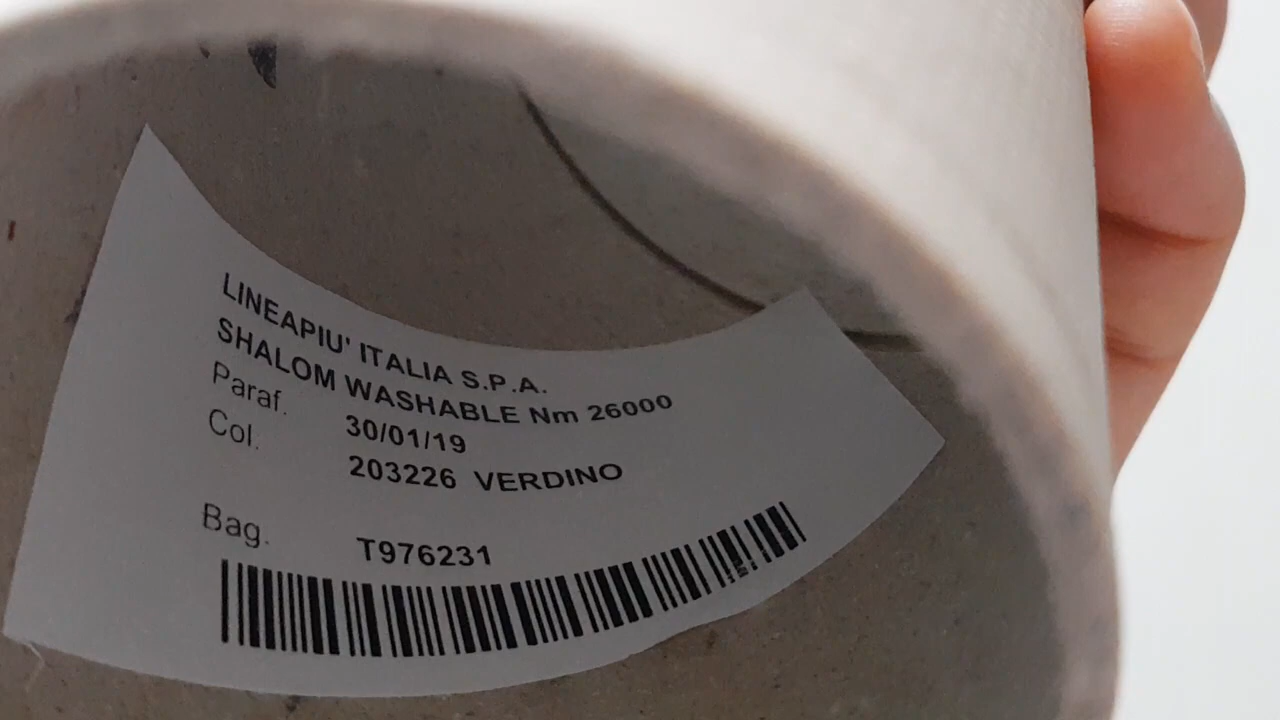 LINEAPIU' ITALIA S.P.A.
SHALOM WASHABLE Nm 26000
Paraf. 30/01/19
Col. 203226 VERDINO
Bag. T976231